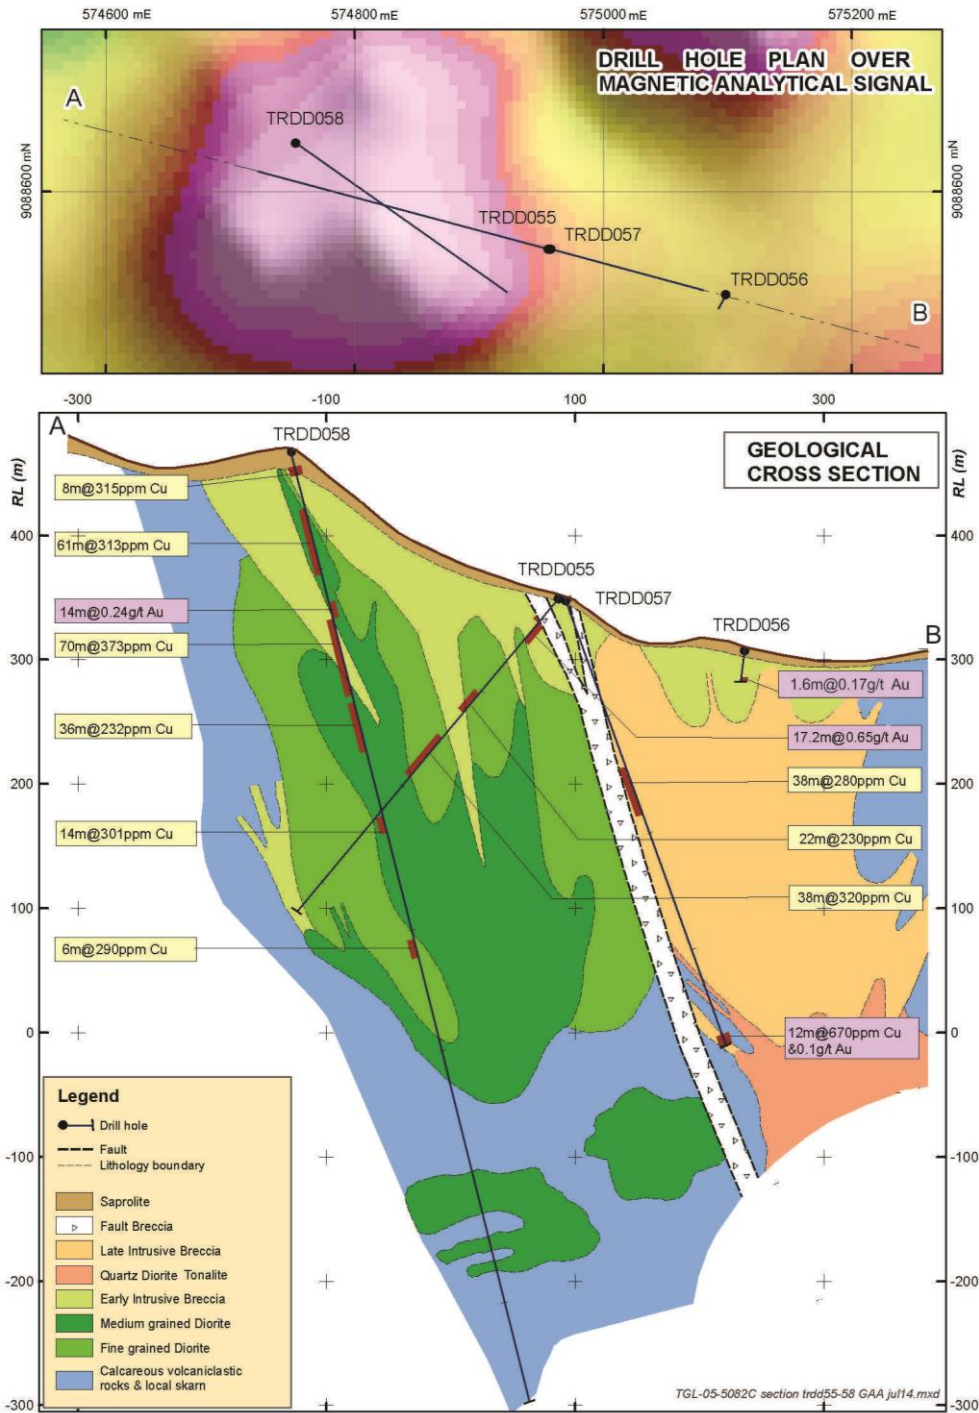 574600 mE
574800 mE
575000 mE
575200 mE
DRILL HOLE PLAN OVER
MAGNETIC ANALYTICAL SIGNAL
A
TRDD058
9088600 mN
9088600 mN
TRDD055
TRDD057
TRDD056
B
-300
-100
100
300
A
TRDD058
GEOLOGICAL
CROSS SECTION
RL (m)
RL (m)
8m@315ppm Cu
400
400
61m@313ppm Cu
TRDD055
TRDD057
14m@0.24g/t Au
TRDD056
B
70m@373ppm Cu
300
300
1.6m@0.17g/t Au
36m@232ppm Cu
17.2m@0.65g/t Au
200
200
38m@280ppm Cu
14m@301ppm Cu
22m@230ppm Cu
38m@320ppm Cu
100
100
6m@290ppm Cu
0
0
12m@670ppm Cu
&0.1g/t Au
Legend
Drill hole
Fault
Lithology boundary
-100
-100
Saprolite
Fault Breccia
Late Intrusive Breccia
Quartz Diorite Tonalite
-200
-200
Early Intrusive Breccia
Medium grained Diorite
Fine grained Diorite
Calcareous volcaniclastic
rocks & local skarn
TGL-05-5082C section trdd55-58 GAA jul14.mxd
-300
-300